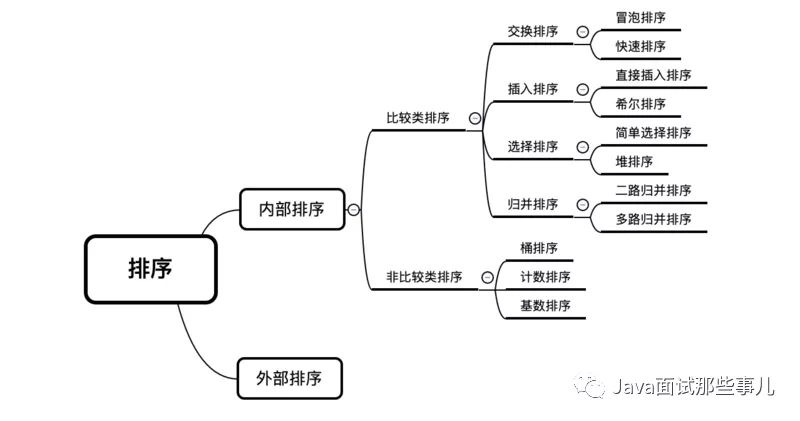 排序
内部排序
比较类排序
交换排序
冒泡排序
快速排序
插入排序
直接插入排序
希尔排序
选择排序
简单选择排序
堆排序
归并排序
二路归并排序
多路归并排序
非比较类排序
桶排序
计数排序
基数排序
外部排序
Java面试那些事儿